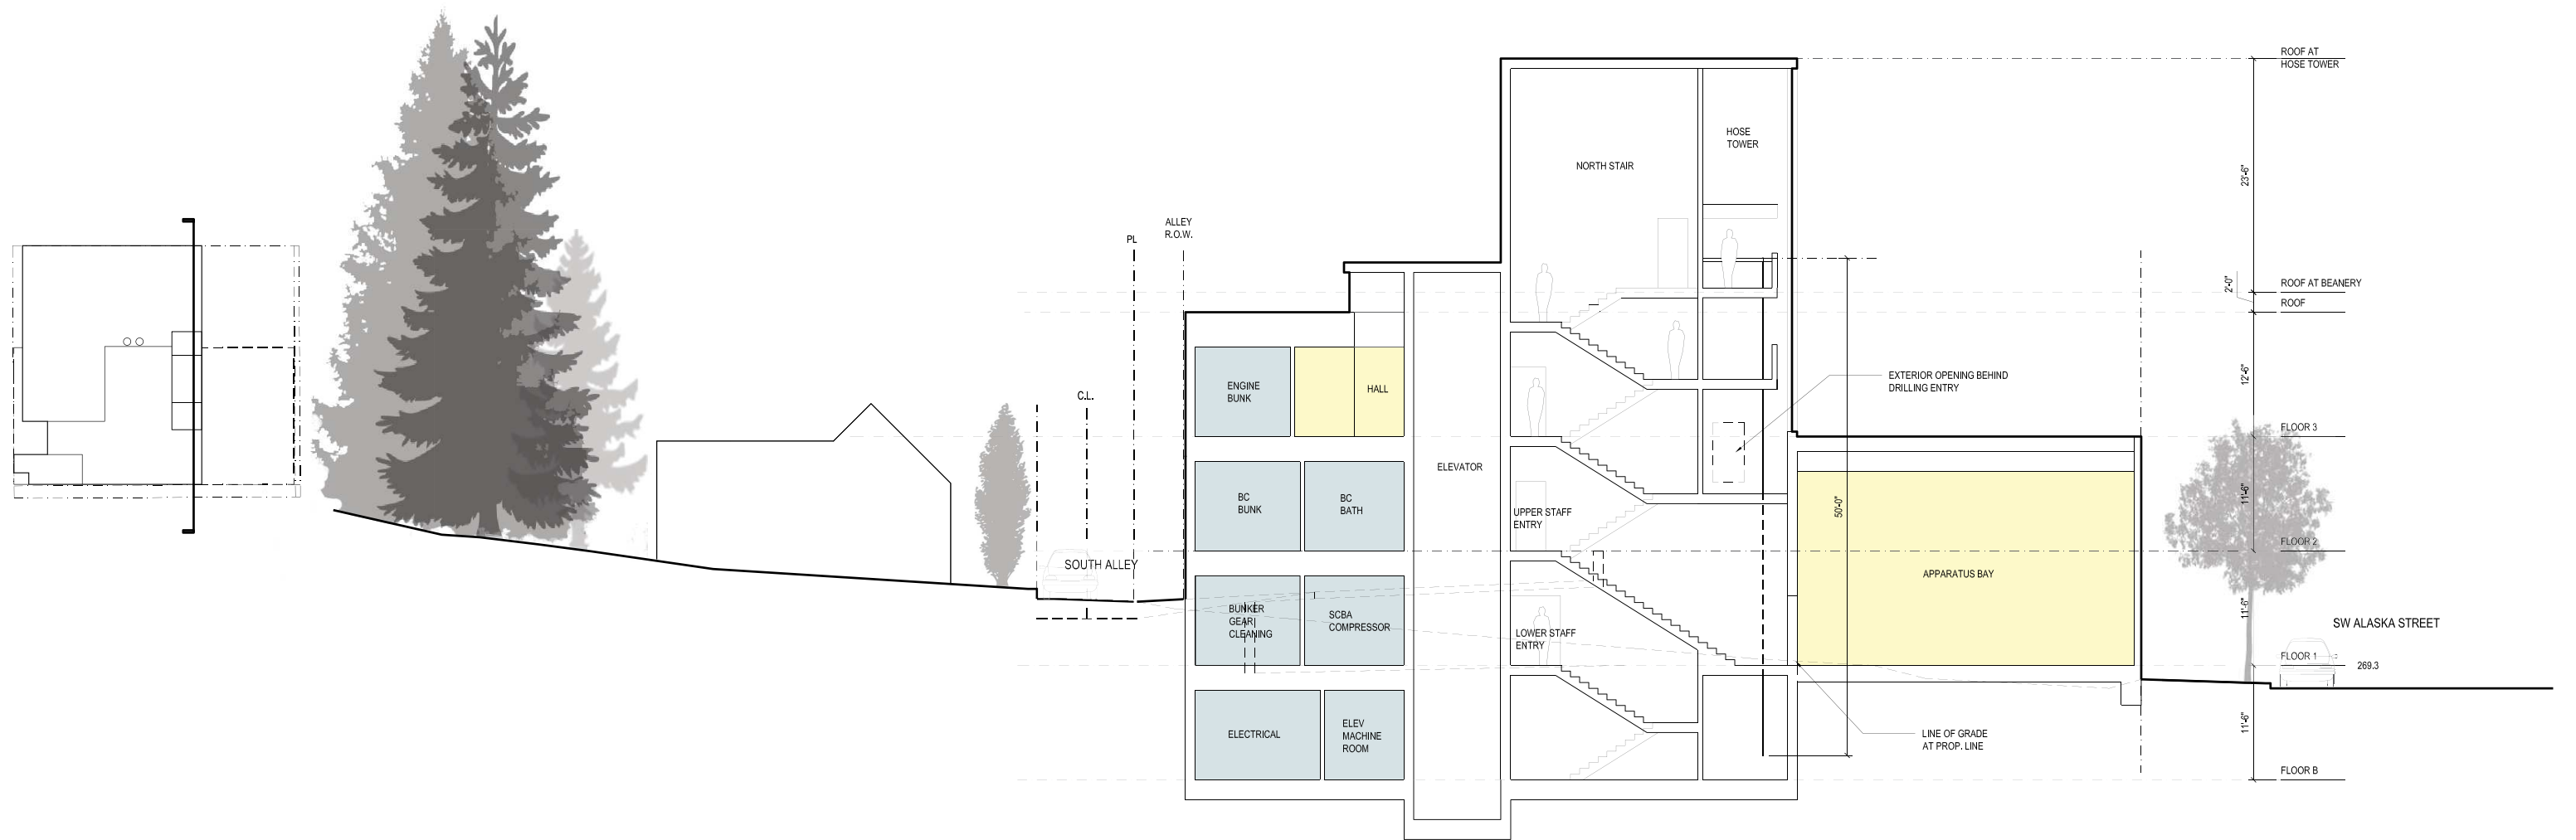 ROOF AT
HOSE TOWER
HOSE
TOWER
NORTH STAIR
23'-6"
ALLEY
R.O.W.
PL
ROOF AT BEANERY
2'-0"
ROOF
EXTERIOR OPENING BEHIND
DRILLING ENTRY
12'-6"
ENGINE
BUNK
HALL
C.L.
FLOOR 3
ELEVATOR
BC
BUNK
BC
BATH
11'-6"
50'-0"
UPPER STAFF
ENTRY
FLOOR 2
SOUTH ALLEY
APPARATUS BAY
BUNKER
GEAR
CLEANING
SCBA
COMPRESSOR
11'-6"
LOWER STAFF
ENTRY
SW ALASKA STREET
FLOOR 1
269.3
11'-6"
ELECTRICAL
ELEV
MACHINE
ROOM
LINE OF GRADE
AT PROP. LINE
FLOOR B